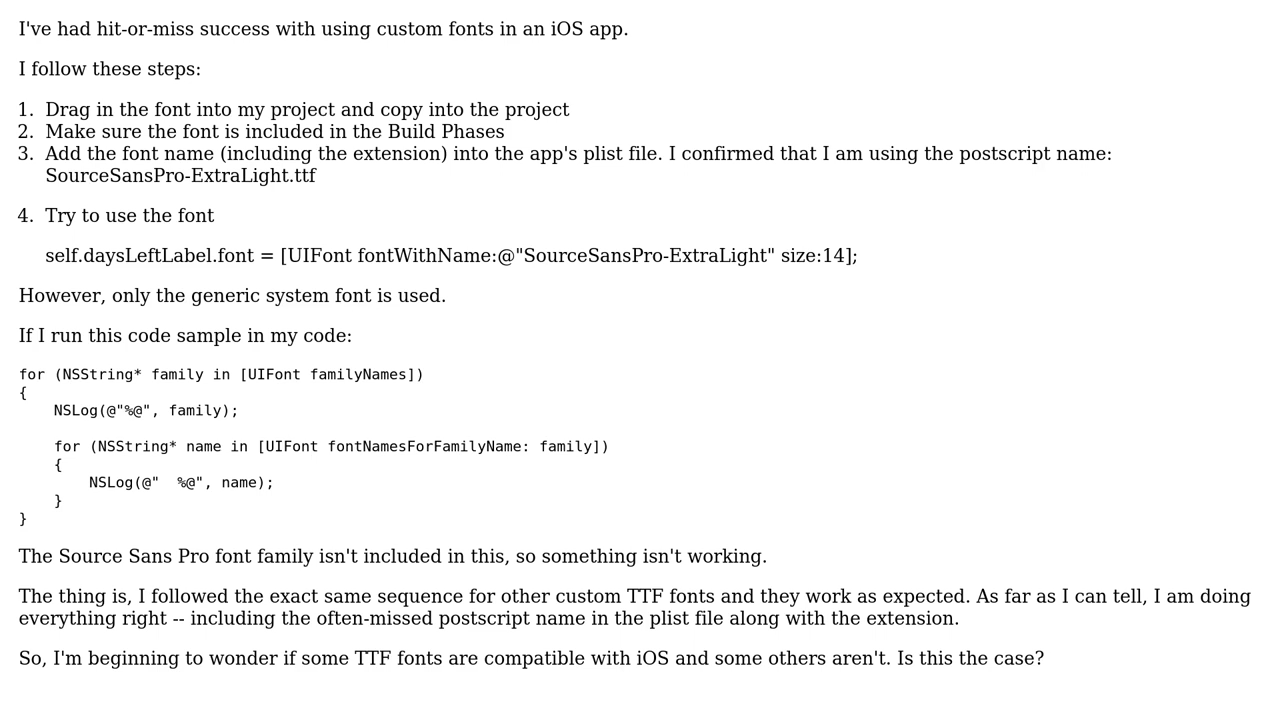 I've had hit-or-miss success with using custom fonts in an iOS app.
I follow these steps:
1. Drag in the font into my project and copy into the project
2. Make sure the font is included in the Build Phases
3. Add the font name (including the extension) into the app's plist file. I confirmed that I am using the postscript name:
SourceSansPro-ExtraLight.ttf
4. Try to use the font
self.daysLeftLabel.font = [UIFont fontWithName:@"SourceSansPro-ExtraLight" size:14];
However, only the generic system font is used.
If I run this code sample in my code:
for (NSString* family in [UIFont familyNames])
{
    NSLog(@"%@", family);
    for (NSString* name in [UIFont fontNamesForFamilyName: family])
    {
        NSLog(@"  %@", name);
    }
}
The Source Sans Pro font family isn't included in this, so something isn't working.
The thing is, I followed the exact same sequence for other custom TTF fonts and they work as expected. As far as I can tell, I am doing
everything right -- including the often-missed postscript name in the plist file along with the extension.
So, I'm beginning to wonder if some TTF fonts are compatible with iOS and some others aren't. Is this the case?